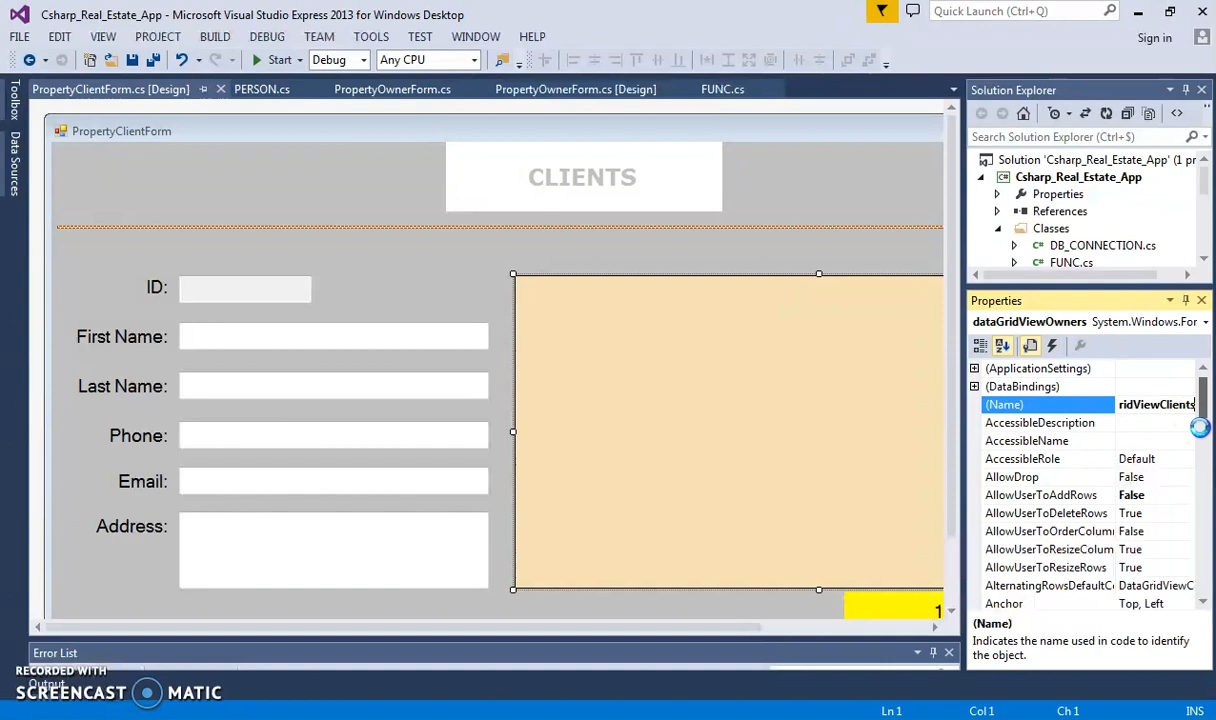 Csharp_Real_Estate_App - Microsoft Visual Studio Express 2013 for Windows Desktop
Quick Launch (Ctrl+Q)
FILE EDIT VIEW PROJECT BUILD DEBUG TEAM TOOLS TEST WINDOW HELP
Sign in
Start Debug Any CPU
Toolbox
Data Sources
PropertyClientForm.cs [Design] PERSON.cs PropertyOwnerForm.cs PropertyOwnerForm.cs [Design] FUNC.cs
PropertyClientForm
CLIENTS
ID:
First Name:
Last Name:
Phone:
Email:
Address:
1
Solution Explorer
Search Solution Explorer (Ctrl+$)
Solution 'Csharp_Real_Estate_App' (1 pr
Csharp_Real_Estate_App
Properties
References
Classes
DB_CONNECTION.cs
FUNC.cs
Properties
dataGridViewOwners System.Windows.For
(ApplicationSettings)
(DataBindings)
(Name) ridViewClients
AccessibleDescription
AccessibleName
AccessibleRole Default
AllowDrop False
AllowUserToAddRows False
AllowUserToDeleteRows True
AllowUserToOrderColum False
AllowUserToResizeColum True
AllowUserToResizeRows True
AlternatingRowsDefaultCe DataGridViewC
Anchor Top, Left
(Name)
Indicates the name used in code to identify
the object.
Error List
Output
RECORDED WITH
SCREENCAST MATIC
Ln 1 Col 1 Ch 1 INS